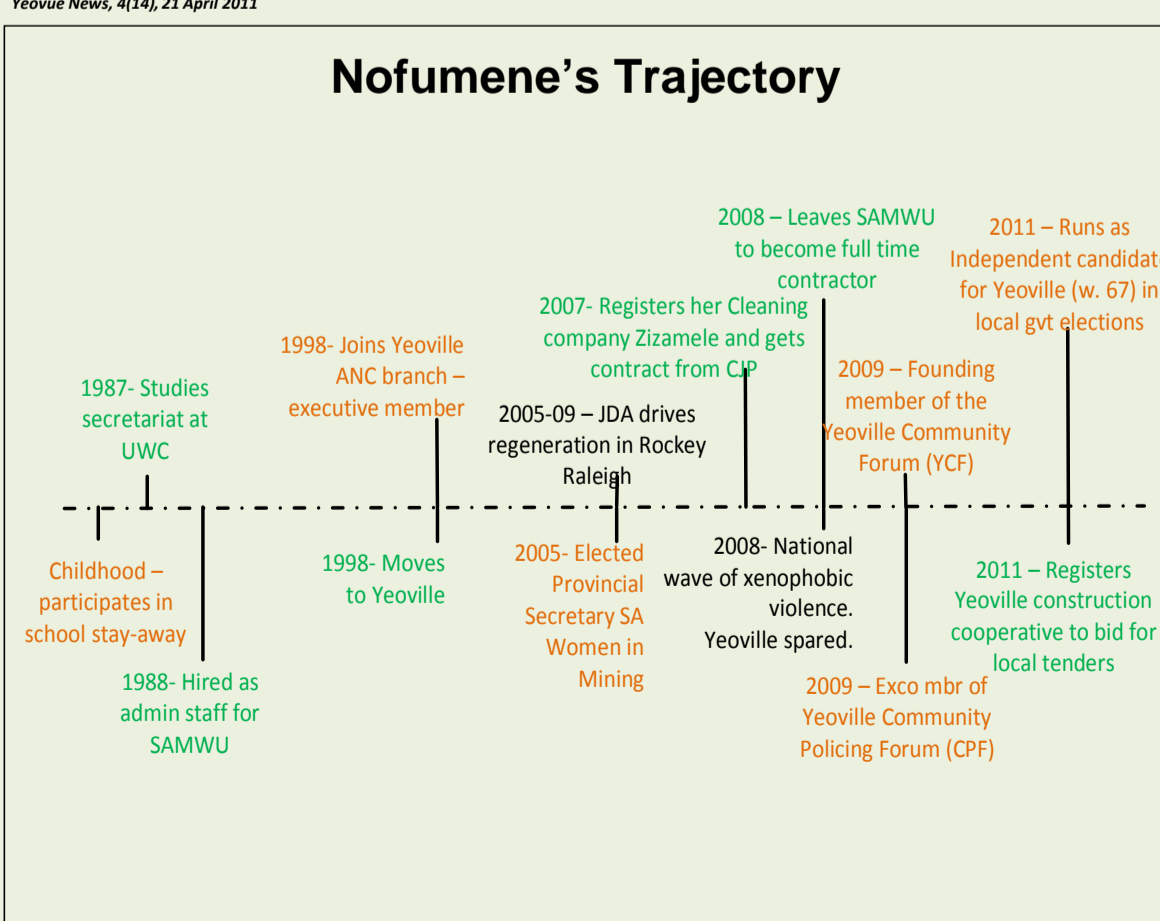 Yeovue News, 4(14), 21 April 2011
Nofumene’s Trajectory
1987- Studies
secretariat at
UWC
Childhood –
participates in
school stay-away
1988- Hired as
admin staff for
SAMWU
1998- Joins Yeoville
ANC branch –
executive member
1998- Moves
to Yeoville
2005-09 – JDA drives
regeneration in Rockey
Raleigh
2005- Elected
Provincial
Secretary SA
Women in
Mining
2007- Registers her Cleaning
company Zizamele and gets
contract from CJP
2008 – Leaves SAMWU
to become full time
contractor
2008- National
wave of xenophobic
violence.
Yeoville spared.
2009 – Founding
member of the
Yeoville Community
Forum (YCF)
2009 – Exco mbr of
Yeoville Community
Policing Forum (CPF)
2011 – Runs as
Independent candidate
for Yeoville (w. 67) in
local gvt elections
2011 – Registers
Yeoville construction
cooperative to bid for
local tenders